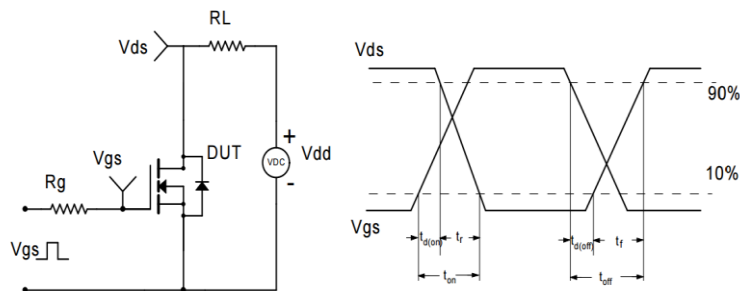 RL
Vds
Vgs
DUT
+
VDC
Vdd
-
Rg
Vgs
Vds
90%
10%
Vgs
td(on)
tr
td(off)
tf
ton
toff